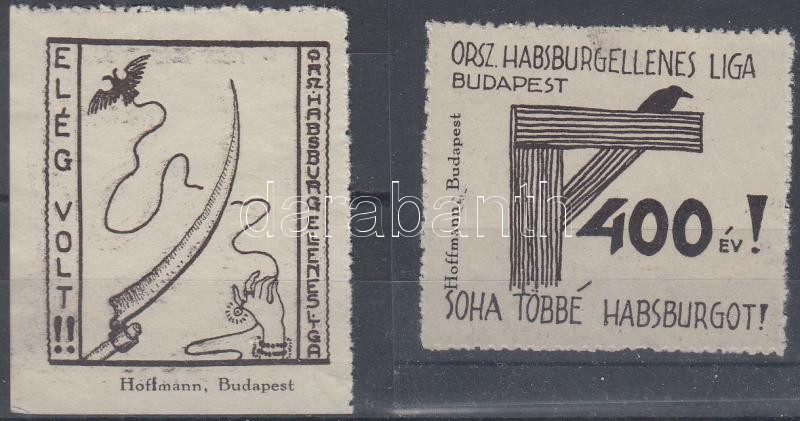 ELÉG VOLT!!
ORSZ. HABSBURGELLENES LIGA
Hoffmann, Budapest
ORSZ. HABSBURGELLENES LIGA
BUDAPEST
Hoffmann, Budapest
400 ÉV!
SOHA TÖBBÉ HABSBURGOT!
darabanth